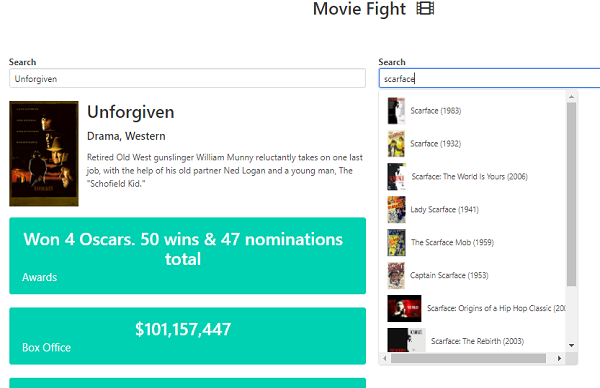 Movie Fight
Search
Unforgiven
Unforgiven
Drama, Western
Retired Old West gunslinger William Munny reluctantly takes on one last
job, with the help of his old partner Ned Logan and a young man, The
"Schofield Kid."
Won 4 Oscars. 50 wins & 47 nominations
total
Awards
$101,157,447
Box Office
Search
scarface
Scarface (1983)
Scarface (1932)
Scarface: The World Is Yours (2006)
Lady Scarface (1941)
The Scarface Mob (1959)
Captain Scarface (1953)
Scarface: Origins of a Hip Hop Classic (20
Scarface: The Rebirth (2003)